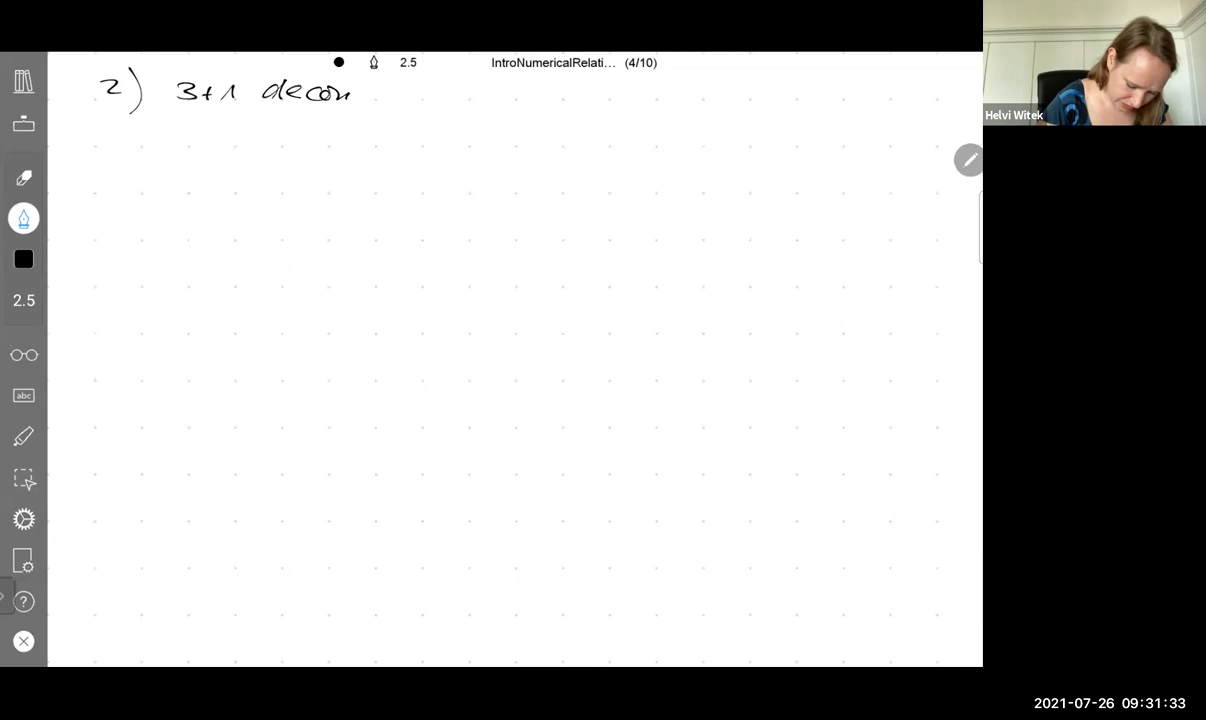 2.5 IntroNumericalRelati... (4/10)
2) 3+1 decom
Helvi Witek
2.5
abc
?
2021-07-26 09:31:33